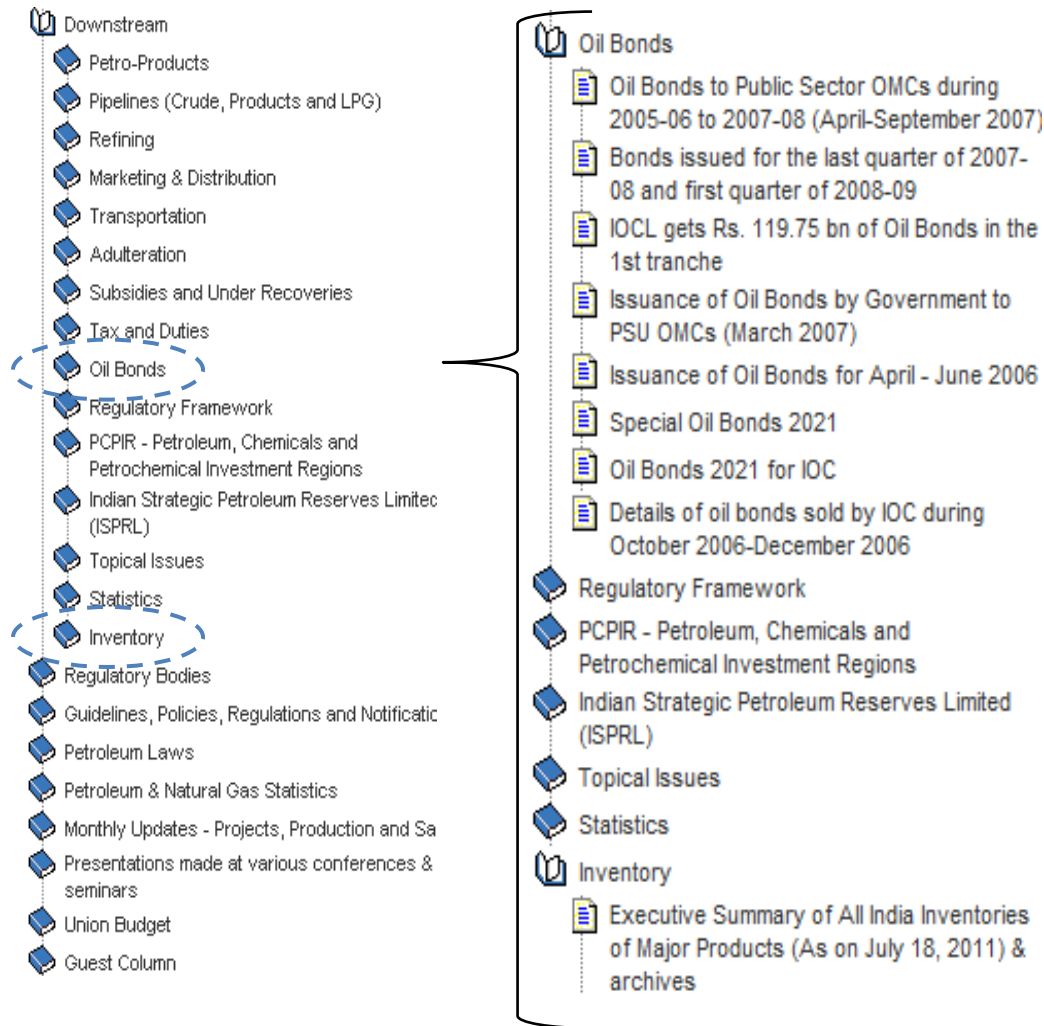 Downstream
Petro-Products
Pipelines (Crude, Products and LPG)
Refining
Marketing & Distribution
Transportation
Adulteration
Subsidies and Under Recoveries
Tax and Duties
Oil Bonds
Regulatory Framework
PCPIR - Petroleum, Chemicals and
Petrochemical Investment Regions
Indian Strategic Petroleum Reserves Limited
(ISPRL)
Topical Issues
Statistics
Inventory
Regulatory Bodies
Guidelines, Policies, Regulations and Notificatio
Petroleum Laws
Petroleum & Natural Gas Statistics
Monthly Updates - Projects, Production and Sa
Presentations made at various conferences &
seminars
Union Budget
Guest Column
Oil Bonds
Oil Bonds to Public Sector OMCs during
2005-06 to 2007-08 (April-September 2007)
Bonds issued for the last quarter of 2007-
08 and first quarter of 2008-09
IOCL gets Rs. 119.75 bn of Oil Bonds in the
1st tranche
Issuance of Oil Bonds by Government to
PSU OMCs (March 2007)
Issuance of Oil Bonds for April - June 2006
Special Oil Bonds 2021
Oil Bonds 2021 for IOC
Details of oil bonds sold by IOC during
October 2006-December 2006
Regulatory Framework
PCPIR - Petroleum, Chemicals and
Petrochemical Investment Regions
Indian Strategic Petroleum Reserves Limited
(ISPRL)
Topical Issues
Statistics
Inventory
Executive Summary of All India Inventories
of Major Products (As on July 18, 2011) &
archives